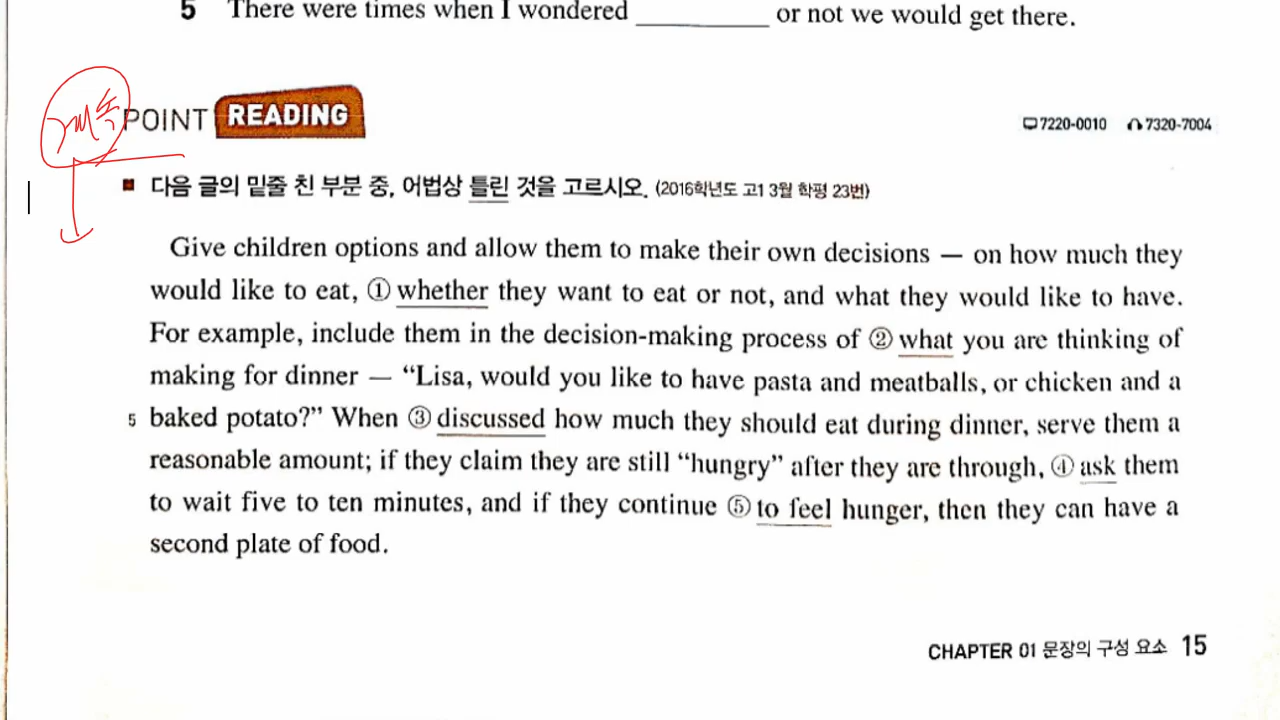 5 There were times when I wondered ________ or not we would get there.
POINT READING
7220-0010 7320-7004
다음 글의 밑줄 친 부분 중, 어법상 틀린 것을 고르시오. (2016학년도 고1 3월 학평 23번)
Give children options and allow them to make their own decisions — on how much they
would like to eat, ① whether they want to eat or not, and what they would like to have.
For example, include them in the decision-making process of ② what you are thinking of
making for dinner — “Lisa, would you like to have pasta and meatballs, or chicken and a
5 baked potato?” When ③ discussed how much they should eat during dinner, serve them a
reasonable amount; if they claim they are still “hungry” after they are through, ④ ask them
to wait five to ten minutes, and if they continue ⑤ to feel hunger, then they can have a
second plate of food.
CHAPTER 01 문장의 구성 요소 15